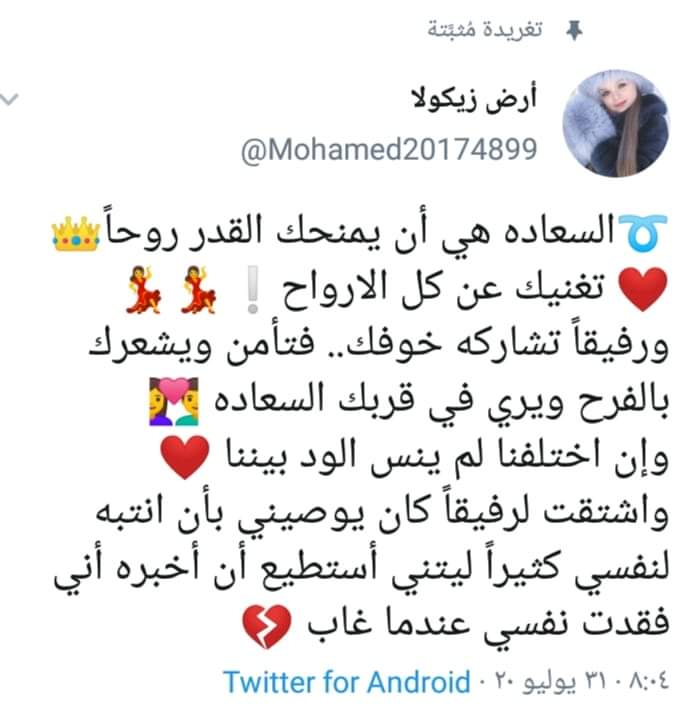 تغريدة مُثبَّتة
أرض زيكولا
@Mohamed20174899
➰السعاده هي أن يمنحك القدر روحاً👑
❤️ تغنيك عن كل الارواح ❕ 💃 💃
ورفيقاً تشاركه خوفك.. فتأمن ويشعرك
بالفرح ويري في قربك السعاده 👩‍❤️‍👨
وإن اختلفنا لم ينس الود بيننا ❤️
واشتقت لرفيقاً كان يوصيني بأن انتبه
لنفسي كثيراً ليتني أستطيع أن أخبره أني
فقدت نفسي عندما غاب 💔
٨:٠٤ · ٣١ يوليو ٢٠ · Twitter for Android